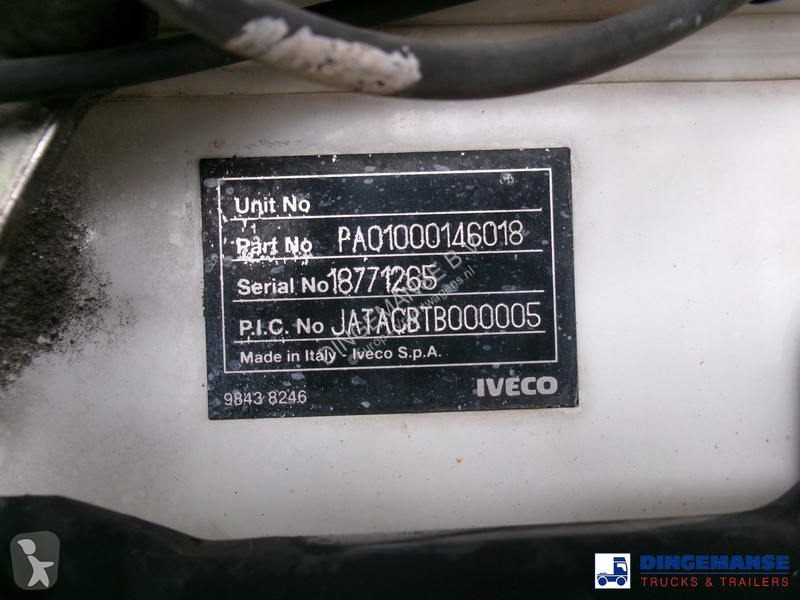 Unit No
Part No PA01000146018
Serial No 18771265
P.I.C. No JATACBTB000005
Made in Italy - Iveco S.p.A.
9843 8246 IVECO
DINGEMANSE B.V.
DINGEMANSE
TRUCKS & TRAILERS